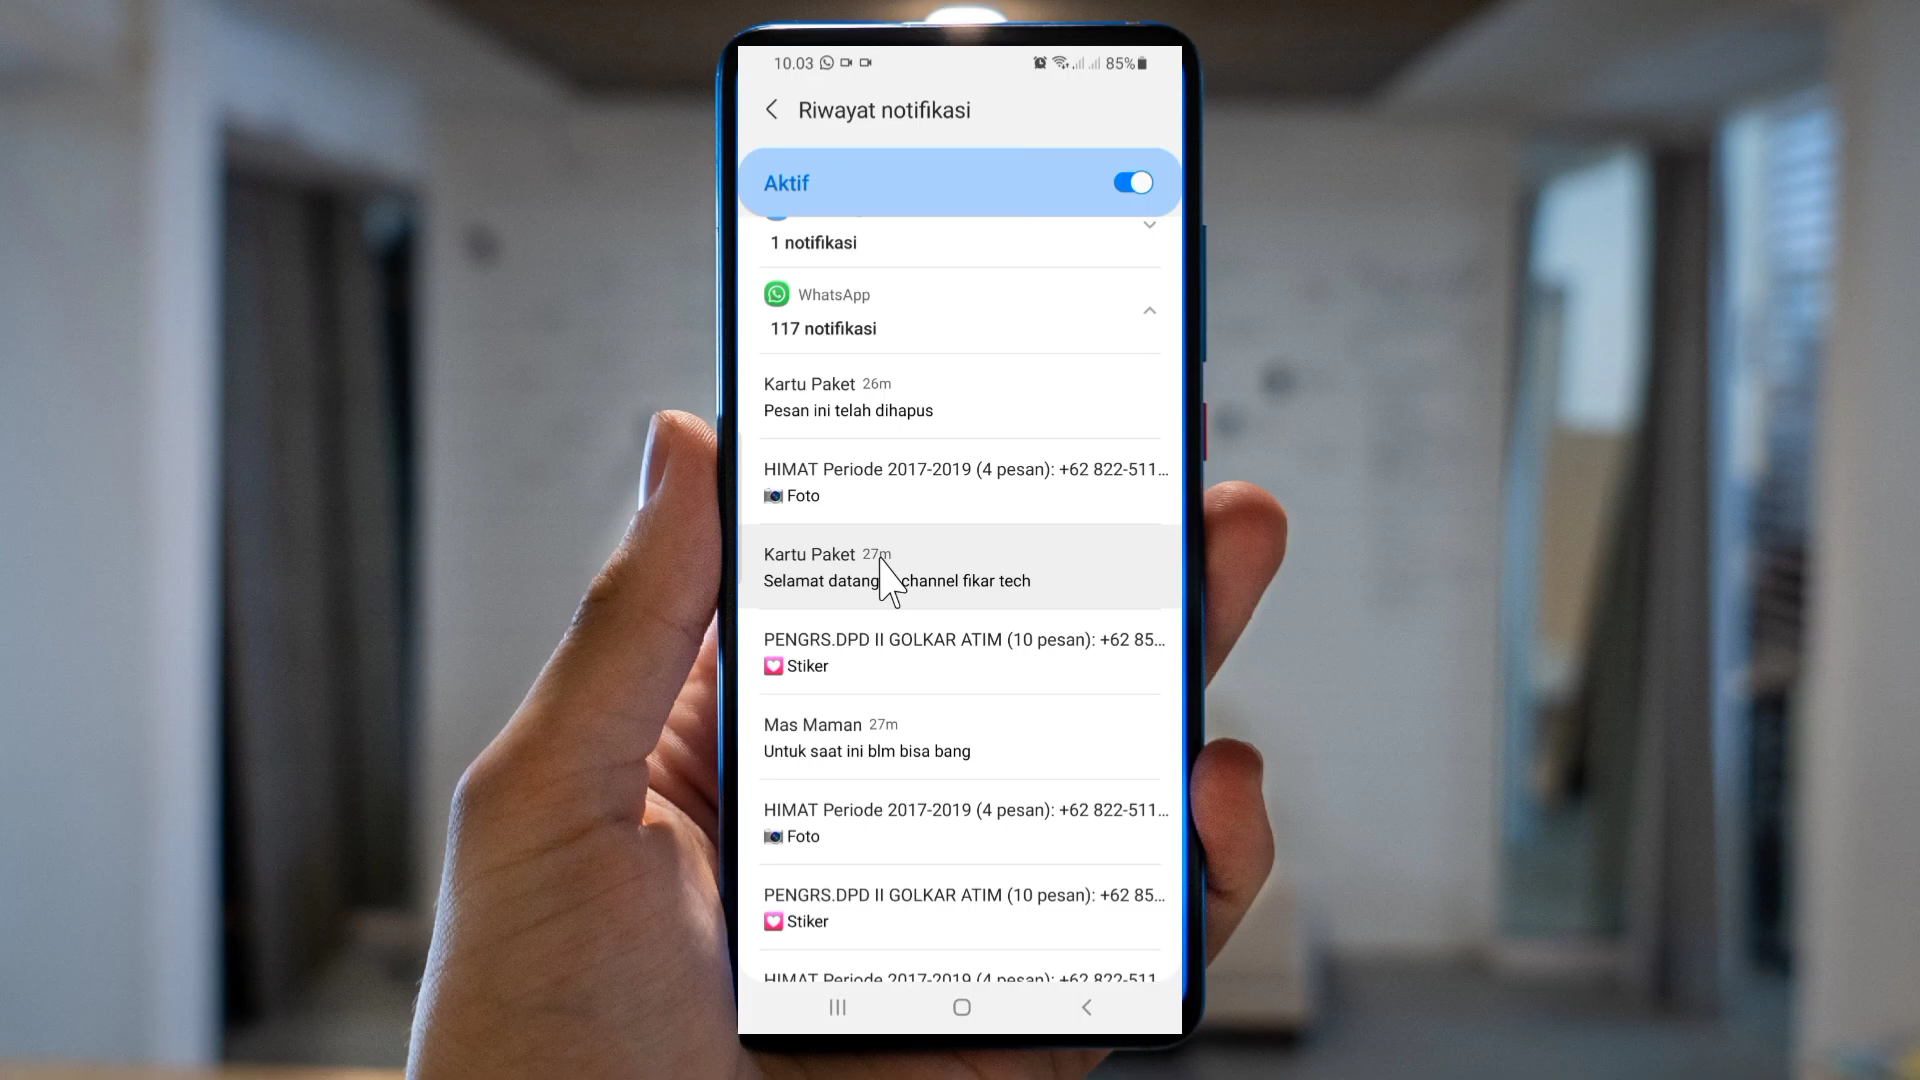 10.03 85%
Riwayat notifikasi
Aktif
1 notifikasi
WhatsApp
117 notifikasi
Kartu Paket 26m
Pesan ini telah dihapus
HIMAT Periode 2017-2019 (4 pesan): +62 822-511...
Foto
Kartu Paket 27m
Selamat datang channel fikar tech
PENGRS.DPD II GOLKAR ATIM (10 pesan): +62 85...
Stiker
Mas Maman 27m
Untuk saat ini blm bisa bang
HIMAT Periode 2017-2019 (4 pesan): +62 822-511...
Foto
PENGRS.DPD II GOLKAR ATIM (10 pesan): +62 85...
Stiker
HIMAT Periode 2017-2019 (4 pesan): +62 822-511